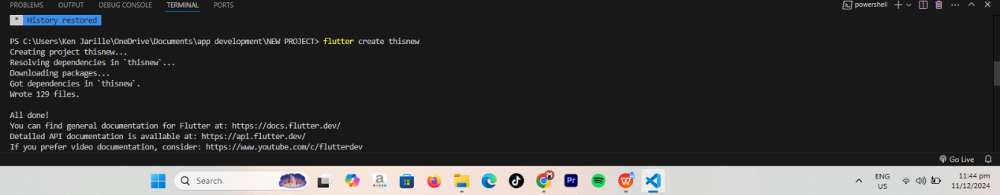 PROBLEMS OUTPUT DEBUG CONSOLE TERMINAL PORTS powershell
* History restored
PS C:\Users\Ken Jarille\OneDrive\Documents\app development\NEW PROJECT> flutter create thisnew
Creating project thisnew...
Resolving dependencies in `thisnew`...
Downloading packages...
Got dependencies in `thisnew`.
Wrote 129 files.
All done!
You can find general documentation for Flutter at: https://docs.flutter.dev/
Detailed API documentation is available at: https://api.flutter.dev/
If you prefer video documentation, consider: https://www.youtube.com/c/flutterdev
Go Live
Search
a
Pr
W
ENG
US
11:44 pm
11/12/2024